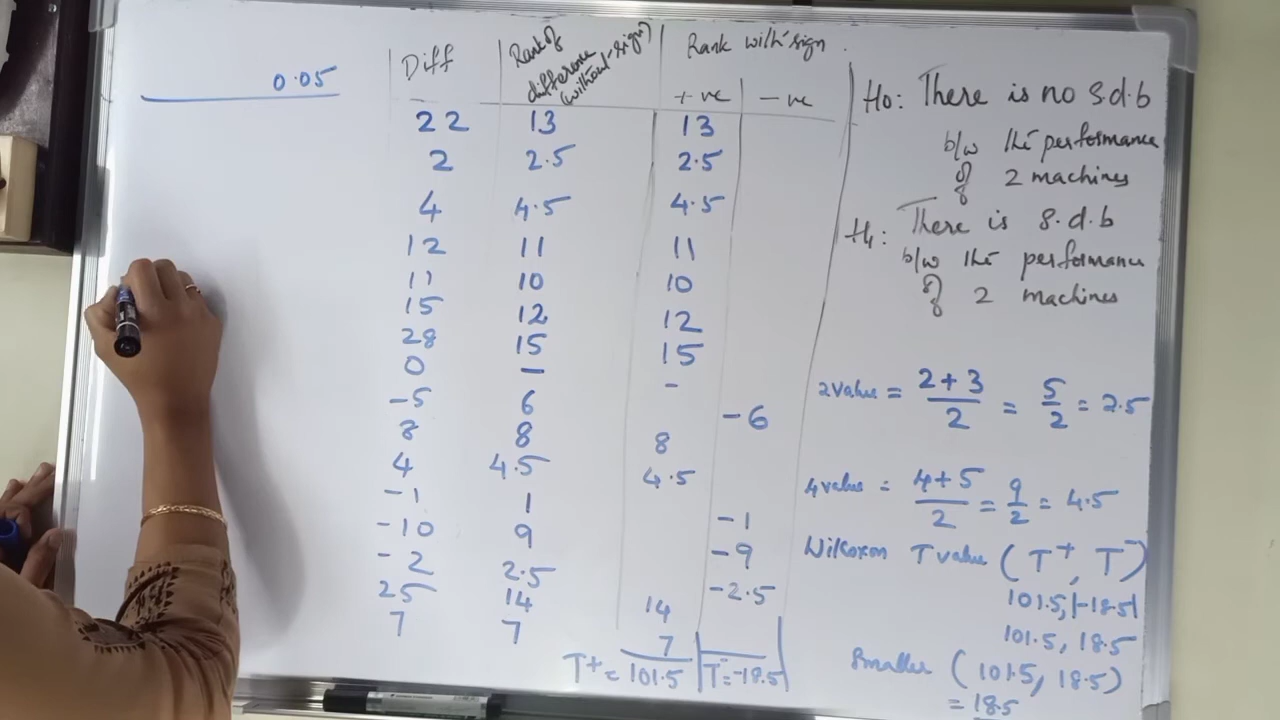 0.05
Diff | Rank of difference (without sign) | Rank with sign
+ve | -ve
22 13 13
2 2.5 2.5
4 4.5 4.5
12 11 11
11 10 10
15 12 12
28 15 15
0 - -
-5 6 -6
8 8 8
4 4.5 4.5
-1 1 -1
-10 9 -9
-2 2.5 -2.5
25 14 14
7 7 7
T+ = 101.5 T- = -18.5
H0: There is no s.d.b
b/w the performance
of 2 machines
H1: There is s.d.b
b/w the performance
of 2 machines
2 value = 2+3/2 = 5/2 = 2.5
4 value = 4+5/2 = 9/2 = 4.5
Wilcoxon T value (T+, T-)
101.5, |-18.5|
101.5, 18.5
Smaller (101.5, 18.5)
= 18.5